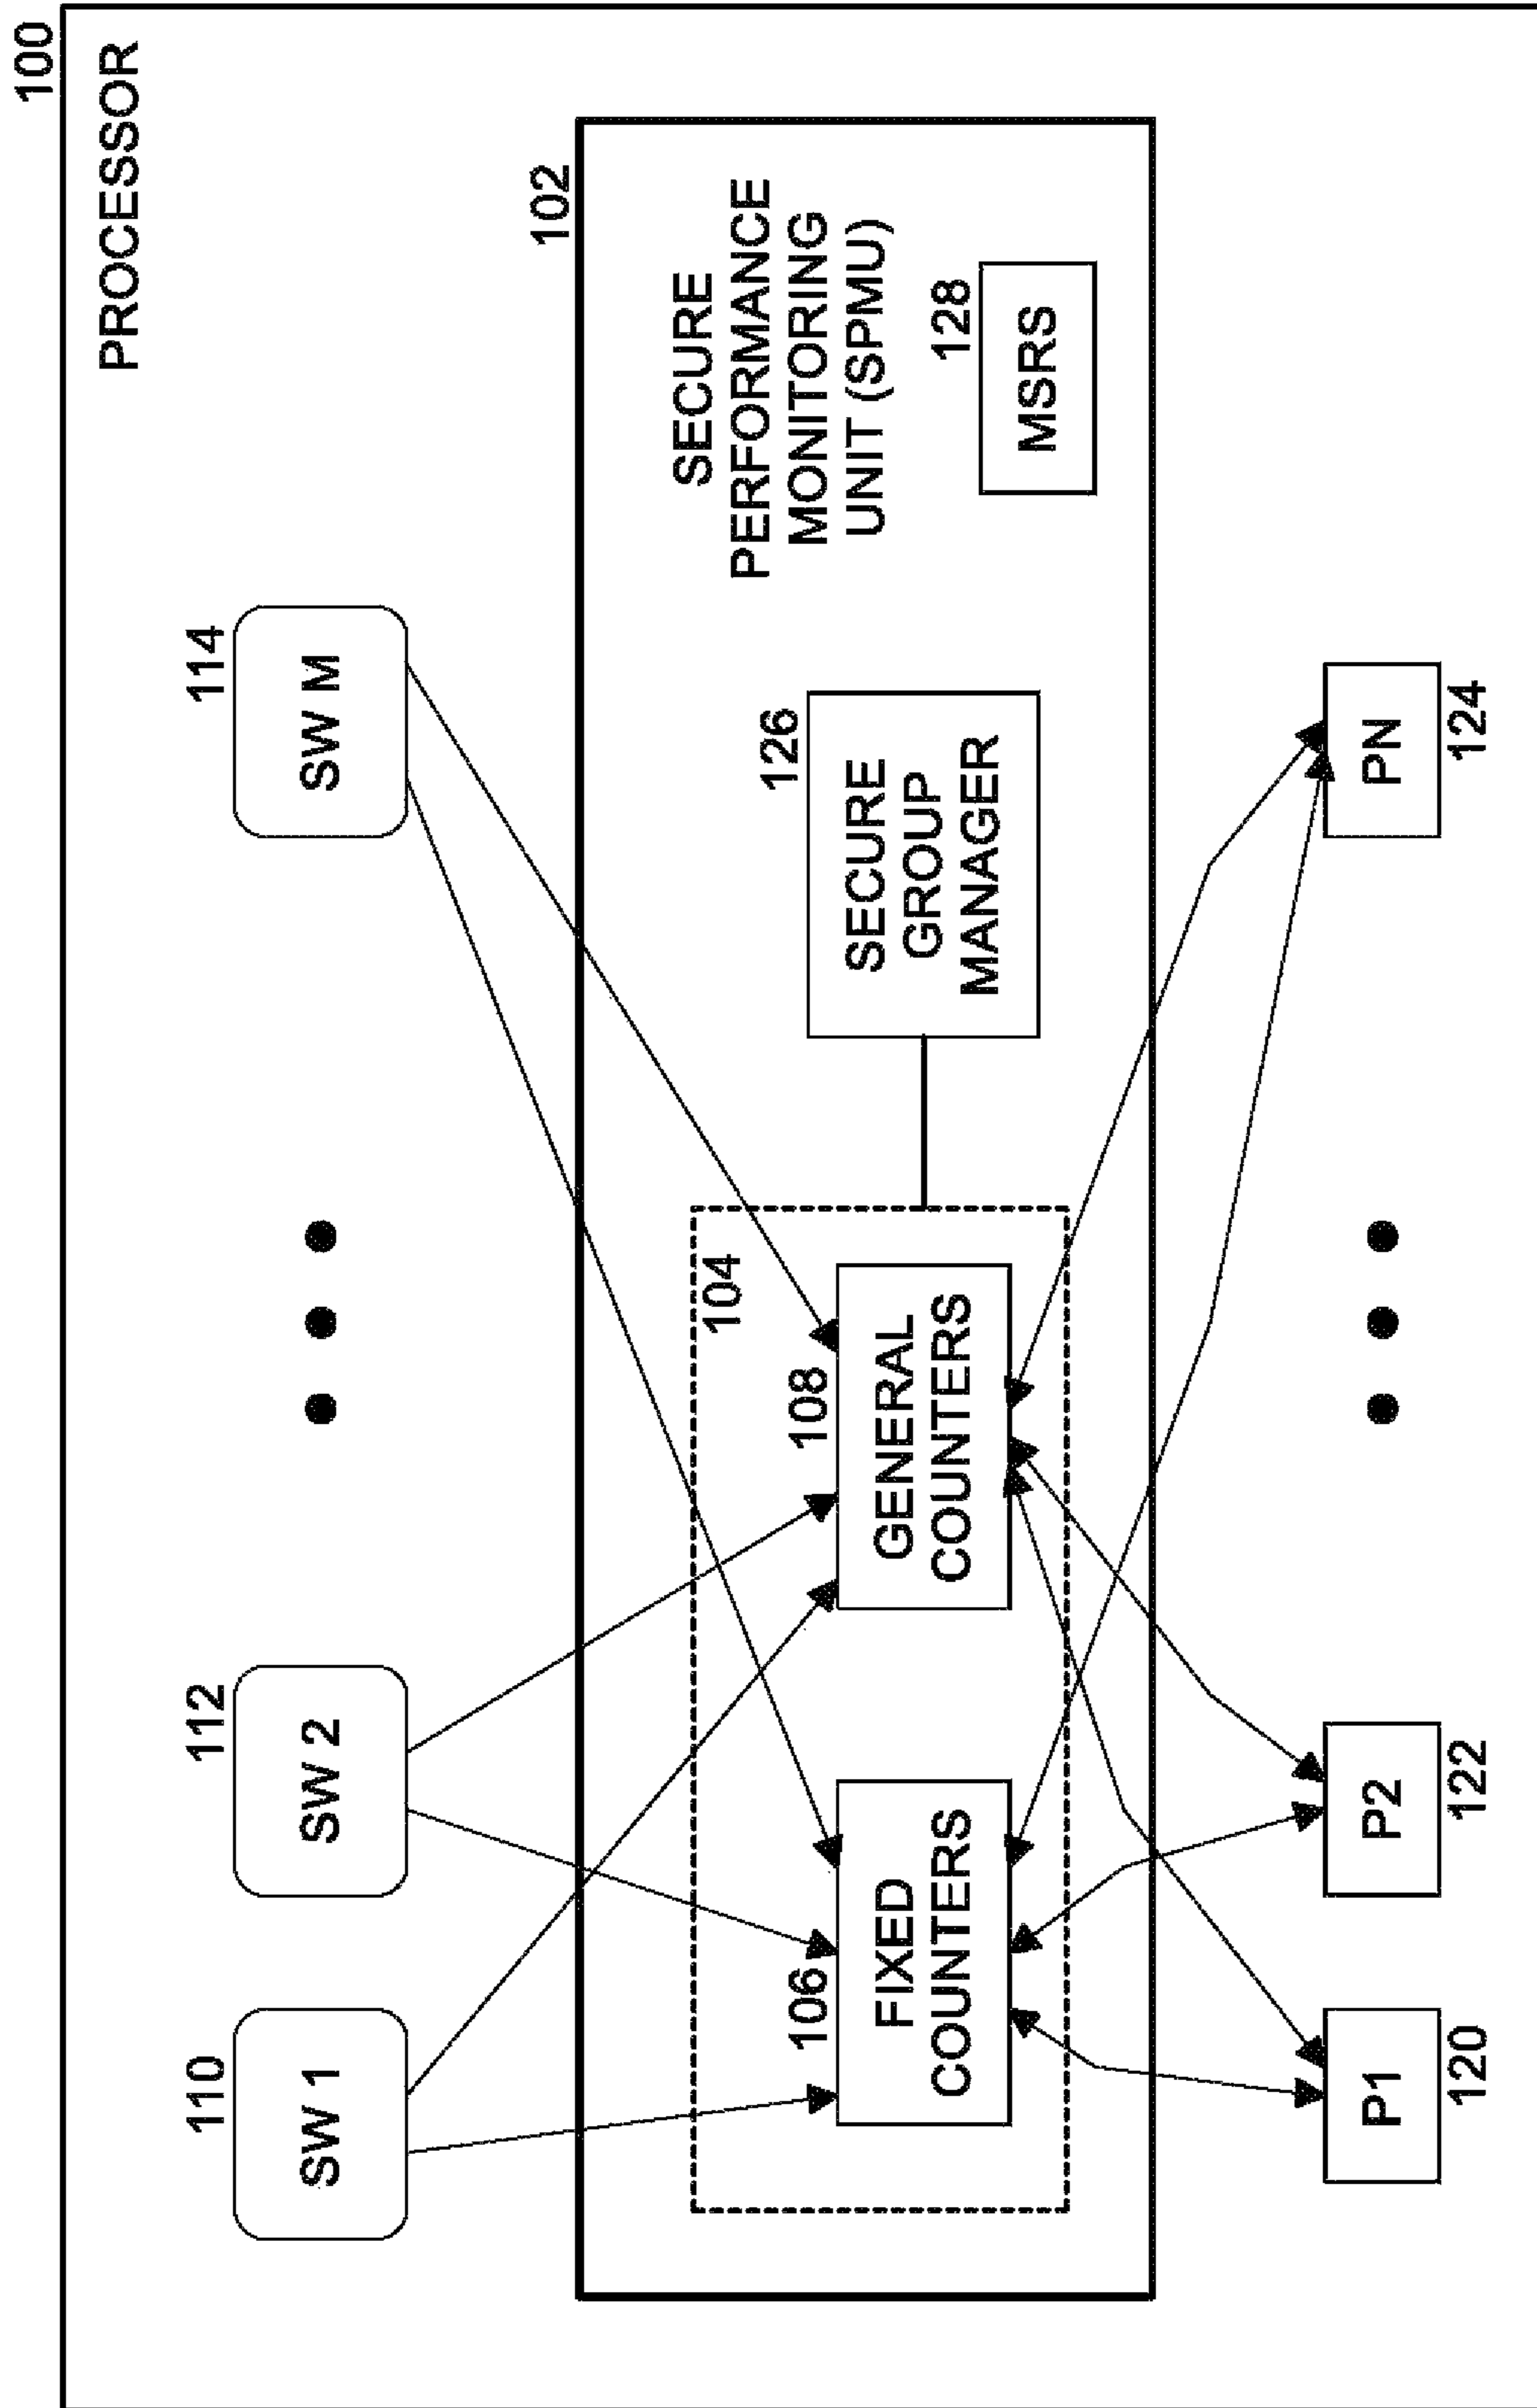 100
PROCESSOR
110
SW 1
112
SW 2
114
SW M
102
SECURE
PERFORMANCE
MONITORING
UNIT (SPMU)
104
106
FIXED
COUNTERS
108
GENERAL
COUNTERS
126
SECURE
GROUP
MANAGER
128
MSRS
P1
120
P2
122
PN
124